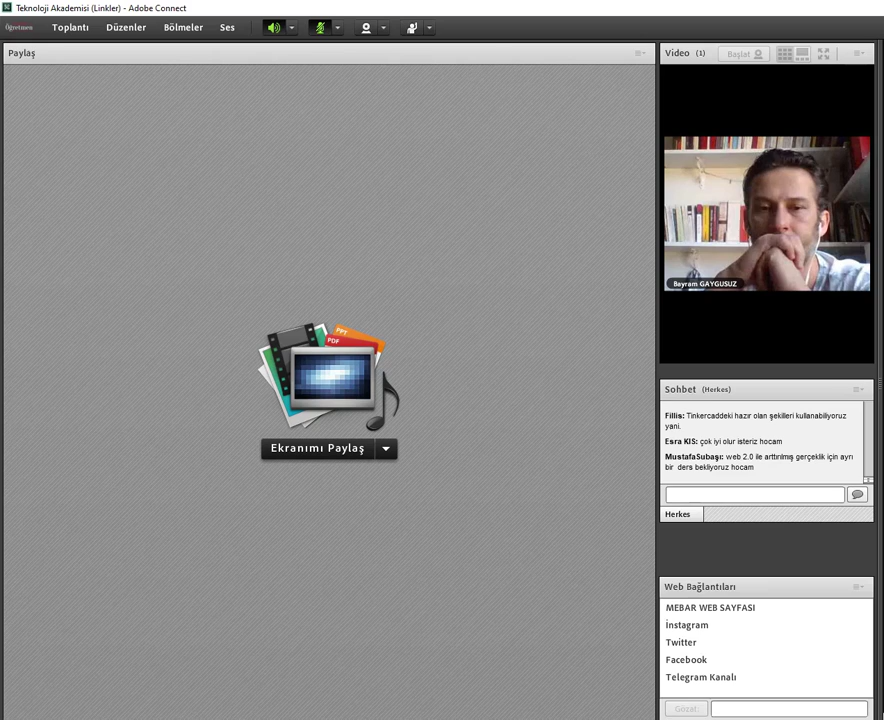 Teknoloji Akademisi (Linkler) - Adobe Connect
Öğretmen Toplantı Düzenler Bölmeler Ses
Paylaş
PPT
PDF
Ekranımı Paylaş
Video (1) Başlat
Bayram GAYGUSUZ
Sohbet (Herkes)
Fillis: Tinkercaddeki hazır olan şekilleri kullanabiliyoruz
yani.
Esra KIS: çok iyi olur isteriz hocam
MustafaSubaşı: web 2.0 ile arttırılmış gerçeklik için ayrı
bir ders bekliyoruz hocam
Herkes
Web Bağlantıları
MEBAR WEB SAYFASI
İnstagram
Twitter
Facebook
Telegram Kanalı
Gözat: